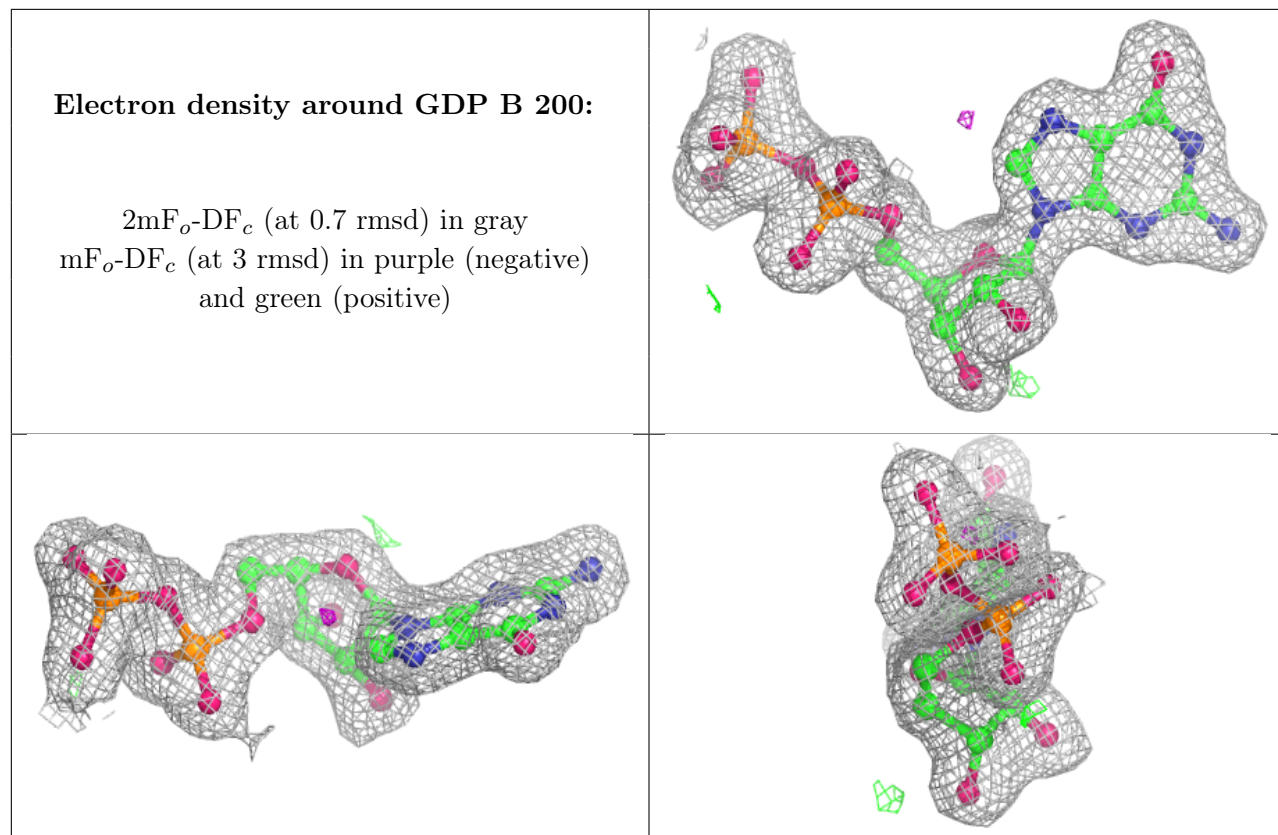 Electron density around GDP B 200:
2mFo-DFc (at 0.7 rmsd) in gray
mFo-DFc (at 3 rmsd) in purple (negative)
and green (positive)